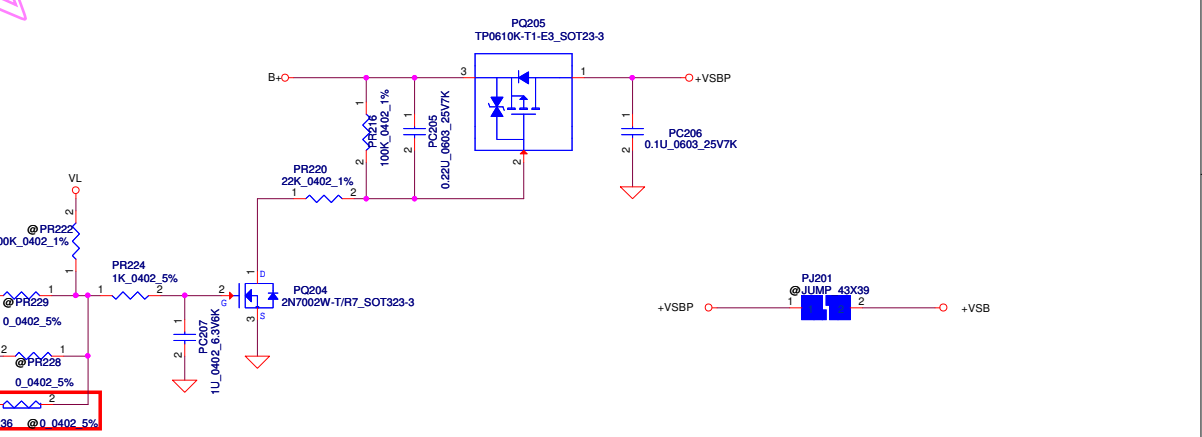 PQ205
TP0610K-T1-E3_SOT23-3
B+
3
1
+VSBP
1
PR216
100K_0402_1%
2
1
PC205
0.22U_0603_25V7K
2
2
1
PC206
0.1U_0603_25V7K
2
PR220
22K_0402_1%
1
2
VL
2
@PR222
00K_0402_1%
1
PR224
1K_0402_5%
1
2
1
@PR229
0_0402_5%
2
G
1
D
PQ204
2N7002W-T/R7_SOT323-3
3
S
1
PC207
1U_0402_6.3V6K
2
2
1
@PR228
0_0402_5%
2
36
@0_0402_5%
PJ201
@JUMP_43X39
+VSBP
1
2
+VSB